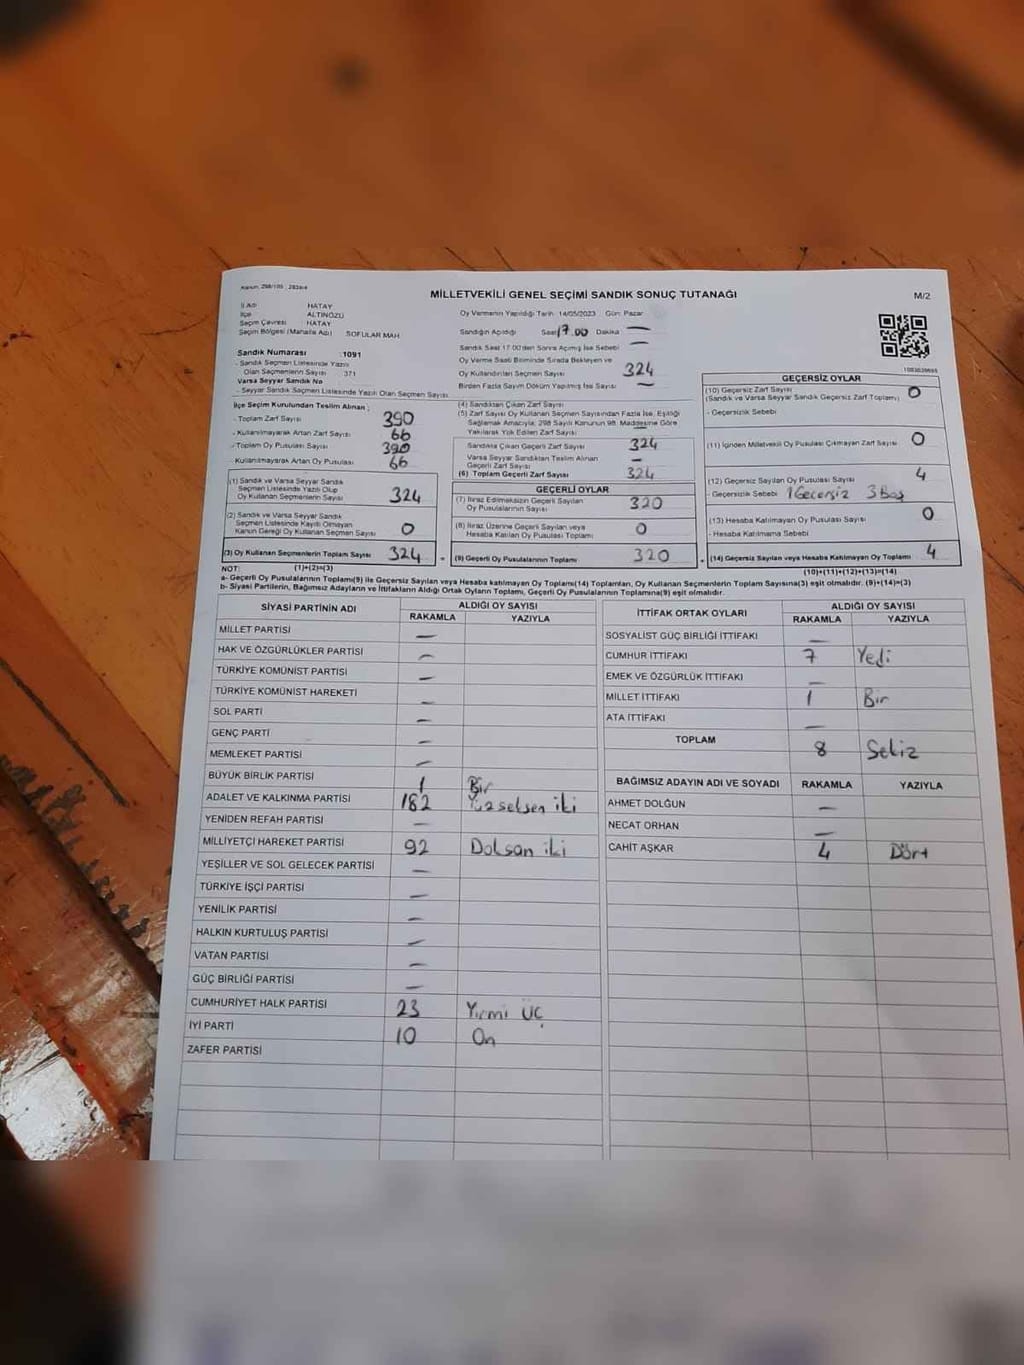 Kanun: 298/105 ; 2839/4
MİLLETVEKİLİ GENEL SEÇİMİ SANDIK SONUÇ TUTANAĞI
M/2
İl Adı HATAY
İlçe ALTINÖZÜ
Seçim Çevresi HATAY
Seçim Bölgesi (Mahalle Adı) SOFULAR MAH.
Sandık Numarası :1091
- Sandık Seçmen Listesinde Yazılı
Olan Seçmenlerin Sayısı :371
Varsa Seyyar Sandık No
- Seyyar Sandık Seçmen Listesinde Yazılı Olan Seçmen Sayısı
Oy Vermenin Yapıldığı Tarih 14/05/2023 Gün: Pazar
Sandığın Açıldığı Saat 17.00 Dakika —
Sandık Saat 17.00'den Sonra Açılmış İse Sebebi —
Oy Verme Saati Bitiminde Sırada Bekleyen ve
Oy Kullandırılan Seçmen Sayısı 324
Birden Fazla Sayım Döküm Yapılmış İse Sayısı —
İlçe Seçim Kurulundan Teslim Alınan ;
- Toplam Zarf Sayısı 390
- Kullanılmayarak Artan Zarf Sayısı 66
- Toplam Oy Pusulası Sayısı 390
- Kullanılmayarak Artan Oy Pusulası 66
(1) Sandık ve Varsa Seyyar Sandık
Seçmen Listesinde Yazılı Olup
Oy Kullanan Seçmenlerin Sayısı 324
(2) Sandık ve Varsa Seyyar Sandık
Seçmen Listesinde Kayıtlı Olmayan
Kanun Gereği Oy Kullanan Seçmen Sayısı 0
(3) Oy Kullanan Seçmenlerin Toplam Sayısı 324
(1)+(2)=(3)
(4) Sandıktan Çıkan Zarf Sayısı
(5) Zarf Sayısı Oy Kullanan Seçmen Sayısından Fazla İse, Eşitliği
Sağlamak Amacıyla; 298 Sayılı Kanunun 98. Maddesine Göre
Yakılarak Yok Edilen Zarf Sayısı
Sandıkta Çıkan Geçerli Zarf Sayısı 324
Varsa Seyyar Sandıktan Teslim Alınan
Geçerli Zarf Sayısı —
(6) Toplam Geçerli Zarf Sayısı 324
GEÇERLİ OYLAR
(7) İtiraz Edilmeksizin Geçerli Sayılan
Oy Pusulalarının Sayısı 320
(8) İtiraz Üzerine Geçerli Sayılan veya
Hesaba Katılan Oy Pusulası Toplamı 0
(9) Geçerli Oy Pusulalarının Toplamı 320
GEÇERSİZ OYLAR
(10) Geçersiz Zarf Sayısı 0
(Sandık ve Varsa Seyyar Sandık Geçersiz Zarf Toplamı)
- Geçersizlik Sebebi
(11) İçinden Milletvekili Oy Pusulası Çıkmayan Zarf Sayısı 0
(12) Geçersiz Sayılan Oy Pusulası Sayısı 4
- Geçersizlik Sebebi 1 Geçersiz 3 Boş
(13) Hesaba Katılmayan Oy Pusulası Sayısı 0
- Hesaba Katılmama Sebebi
(14) Geçersiz Sayılan veya Hesaba Katılmayan Oy Toplamı 4
(10)+(11)+(12)+(13)=(14)
NOT:
a- Geçerli Oy Pusulalarının Toplamı(9) ile Geçersiz Sayılan veya Hesaba katılmayan Oy Toplamı(14) Toplamları, Oy Kullanan Seçmenlerin Toplam Sayısına(3) eşit olmalıdır. (9)+(14)=(3)
b- Siyasi Partilerin, Bağımsız Adayların ve İttifakların Aldığı Ortak Oyların Toplamı, Geçerli Oy Pusulalarının Toplamına(9) eşit olmalıdır.
SİYASİ PARTİNİN ADI ALDIĞI OY SAYISI
RAKAMLA YAZIYLA
MİLLET PARTİSİ —
HAK VE ÖZGÜRLÜKLER PARTİSİ —
TÜRKİYE KOMÜNİST PARTİSİ —
TÜRKİYE KOMÜNİST HAREKETİ —
SOL PARTİ —
GENÇ PARTİ —
MEMLEKET PARTİSİ —
BÜYÜK BİRLİK PARTİSİ 1 Bir
ADALET VE KALKINMA PARTİSİ 182 Yüzseksen iki
YENİDEN REFAH PARTİSİ —
MİLLİYETÇİ HAREKET PARTİSİ 92 Doksan iki
YEŞİLLER VE SOL GELECEK PARTİSİ —
TÜRKİYE İŞÇİ PARTİSİ —
YENİLİK PARTİSİ —
HALKIN KURTULUŞ PARTİSİ —
VATAN PARTİSİ —
GÜÇ BİRLİĞİ PARTİSİ —
CUMHURİYET HALK PARTİSİ 23 Yirmi ÜÇ
İYİ PARTİ 10 On
ZAFER PARTİSİ
İTTİFAK ORTAK OYLARI ALDIĞI OY SAYISI
RAKAMLA YAZIYLA
SOSYALİST GÜÇ BİRLİĞİ İTTİFAKI —
CUMHUR İTTİFAKI 7 Yedi
EMEK VE ÖZGÜRLÜK İTTİFAKI —
MİLLET İTTİFAKI 1 Bir
ATA İTTİFAKI —
TOPLAM 8 Sekiz
BAĞIMSIZ ADAYIN ADI VE SOYADI RAKAMLA YAZIYLA
AHMET DOLĞUN —
NECAT ORHAN —
CAHİT AŞKAR 4 Dört